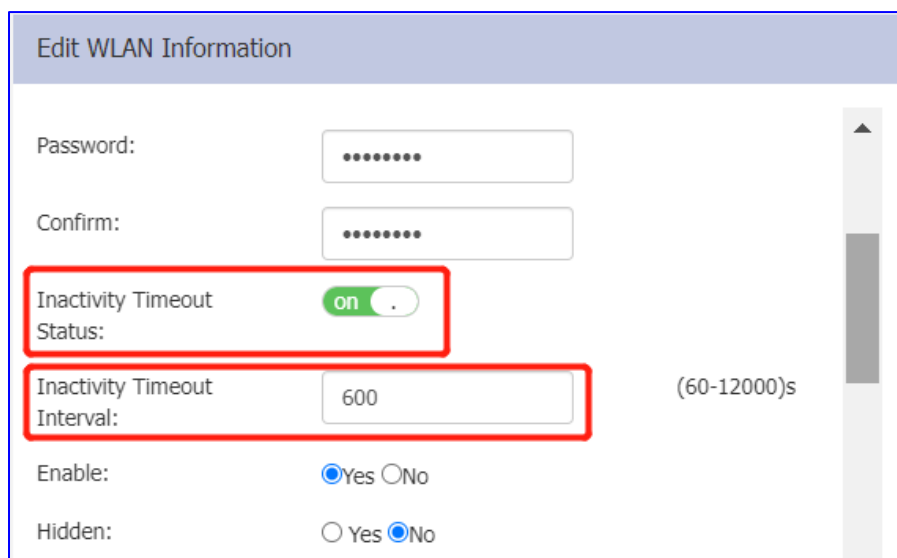 Edit WLAN Information
Password: ••••••••
Confirm: ••••••••
Inactivity Timeout
Status:
on .
Inactivity Timeout
Interval:
600 (60-12000)s
Enable: Yes No
Hidden: Yes No